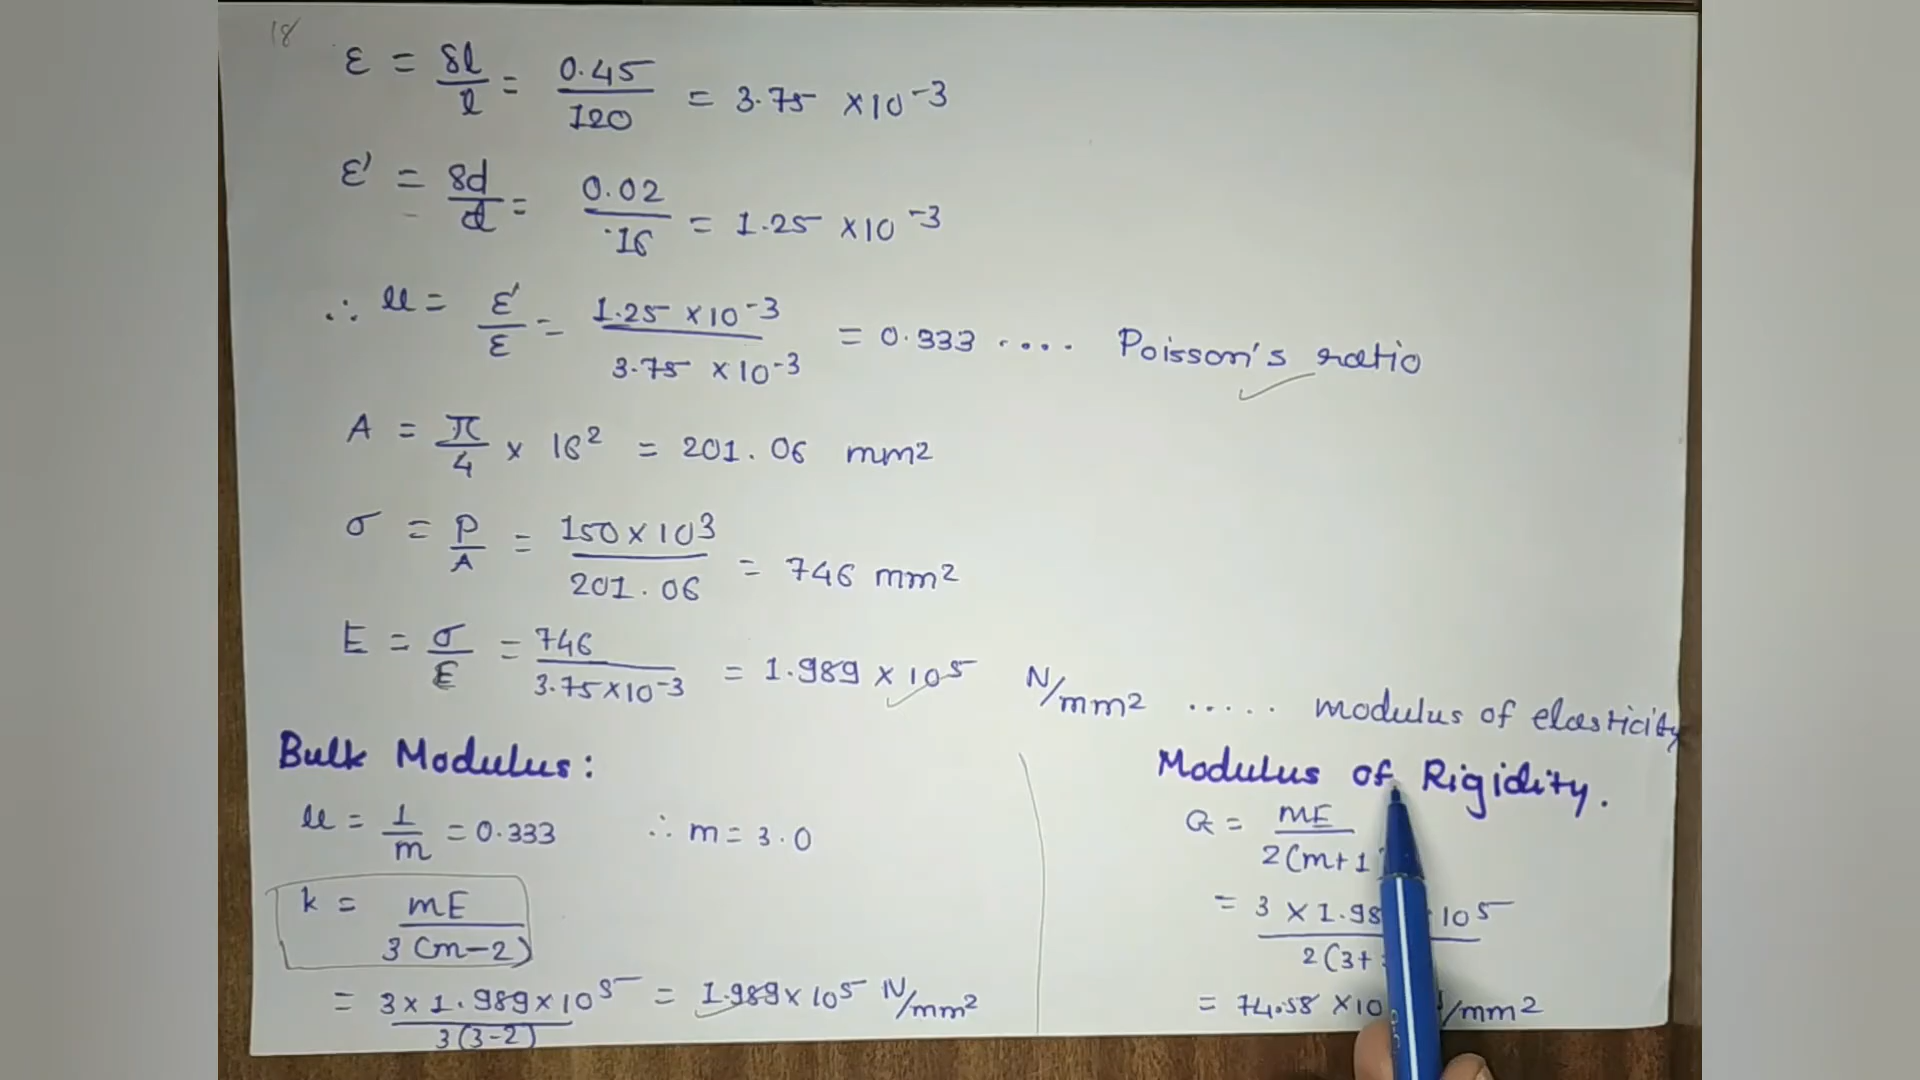 18
ε = δl/l = 0.45/120 = 3.75 ×10⁻³
ε' = δd/d = 0.02/16 = 1.25 ×10⁻³
∴ μ = ε'/ε = 1.25 ×10⁻³/3.75 ×10⁻³ = 0.333 .... Poisson's ratio
A = π/4 × 16² = 201.06 mm²
σ = P/A = 150×10³/201.06 = 746 mm²
E = σ/ε = 746/3.75×10⁻³ = 1.989 × 10⁵ N/mm² ..... modulus of elasticity
Bulk Modulus:
μ = 1/m = 0.333 ∴ m = 3.0
k = mE/3(m-2)
= 3×1.989×10⁵/3(3-2) = 1.989×10⁵ N/mm²
Modulus of Rigidity.
G = mE/2(m+1
= 3 × 1.98 10⁵/2(3+
= 74.58 ×10 /mm²